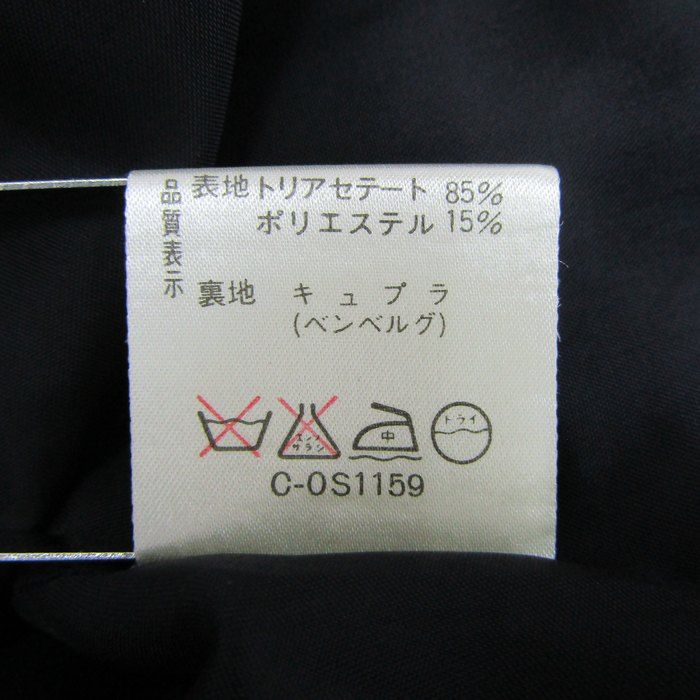 品質表示
表地 トリアセテート 85%
ポリエステル 15%
裏地 キュプラ
(ベンベルグ)
エンソ
サラシ
中
ドライ
C-OS1159